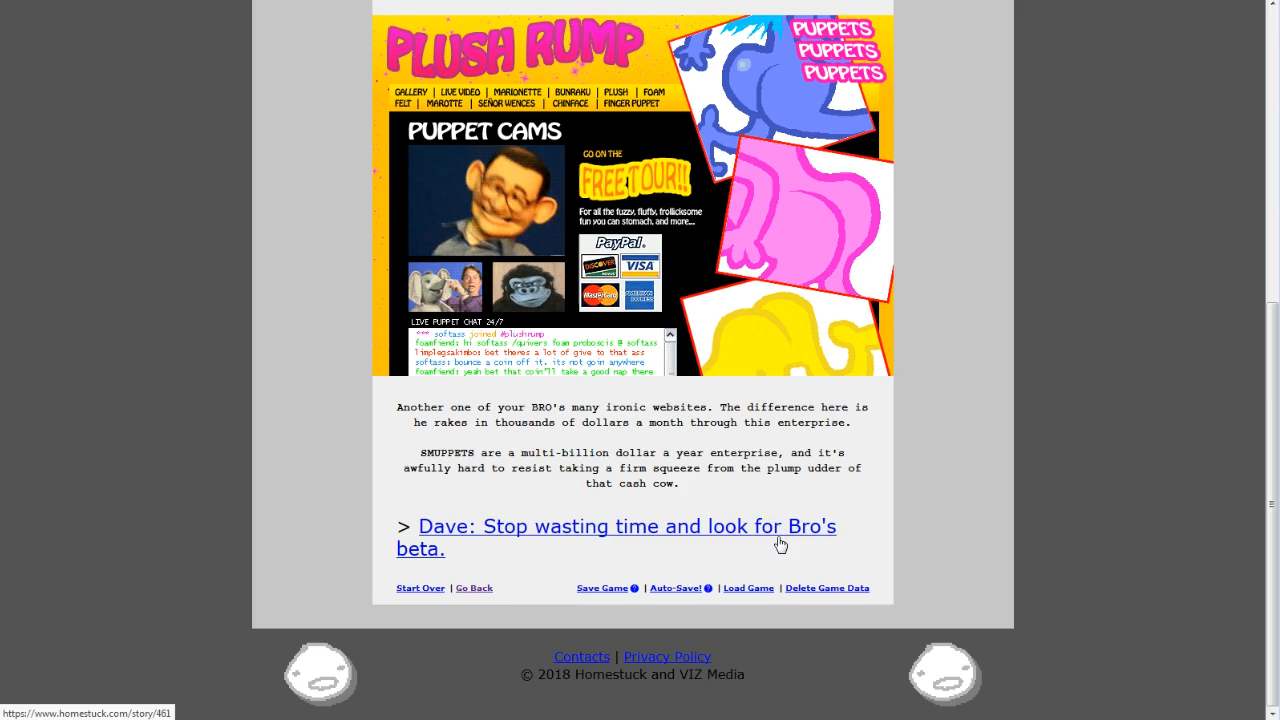 PLUSH RUMP
PUPPETS
PUPPETS
PUPPETS
GALLERY | LIVE VIDEO | MARIONETTE | BUNRAKU | PLUSH | FOAM
FELT | MAROTTE | SEÑOR WENCES | CHINFACE | FINGER PUPPET
PUPPET CAMS
GO ON THE
FREE TOUR!!
For all the fuzzy, fluffy, frollicksome
fun you can stomach, and more...
PayPal.
DISCOVER
VISA
MasterCard
AMERICAN EXPRESS
LIVE PUPPET CHAT 24/7
*** softass joined #plushrump
foamfiend: hi softass /quivers foam proboscis @ softass
limplegsakimbo: bet theres a lot of give to that ass
softass: bounce a coin off it. its not goin anywhere
foamfiend: yeah bet that coin'll take a good nap there
Another one of your BRO's many ironic websites. The difference here is
he rakes in thousands of dollars a month through this enterprise.
SMUPPETS are a multi-billion dollar a year enterprise, and it's
awfully hard to resist taking a firm squeeze from the plump udder of
that cash cow.
> Dave: Stop wasting time and look for Bro's
beta.
Start Over | Go Back Save Game ? | Auto-Save! ? | Load Game | Delete Game Data
Contacts | Privacy Policy
© 2018 Homestuck and VIZ Media
https://www.homestuck.com/story/461